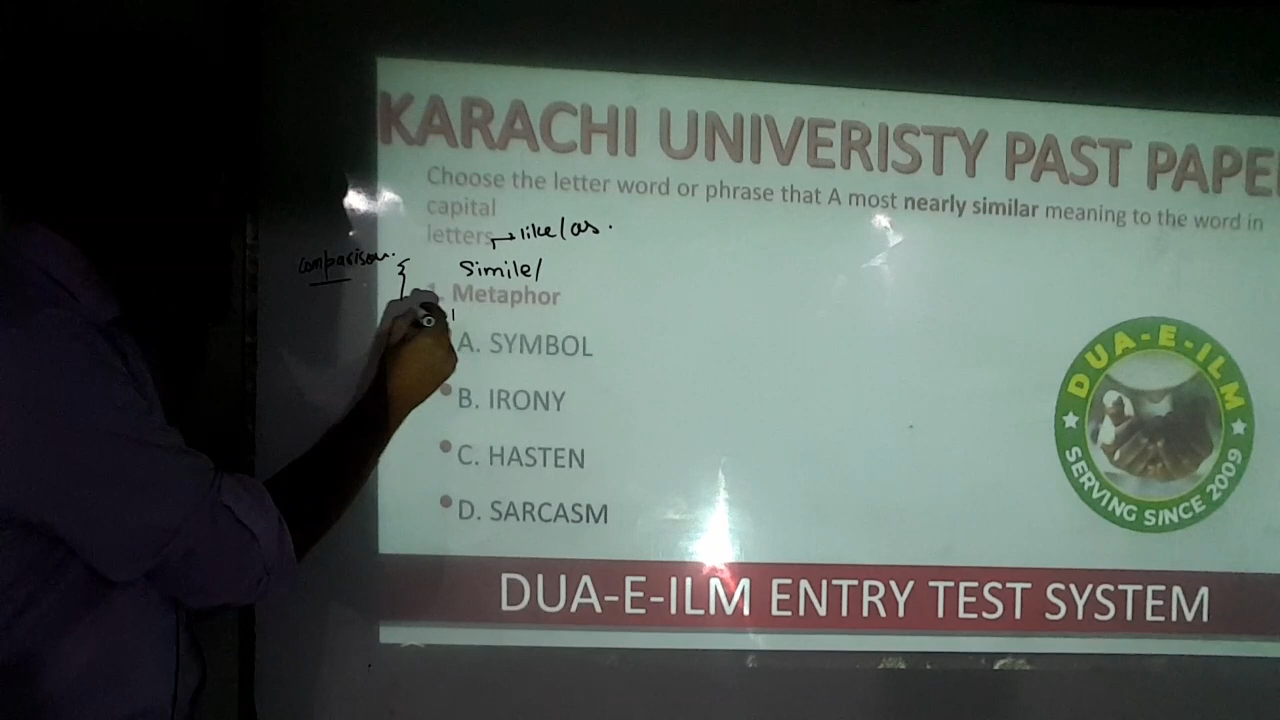 KARACHI UNIVERISTY PAST PAPE
Choose the letter word or phrase that A most nearly similar meaning to the word in
capital
letters → like/as.
comparison.
Simile/
1. Metaphor
A. SYMBOL
B. IRONY
C. HASTEN
D. SARCASM
DUA-E-ILM
SERVING SINCE 2009
DUA-E-ILM ENTRY TEST SYSTEM